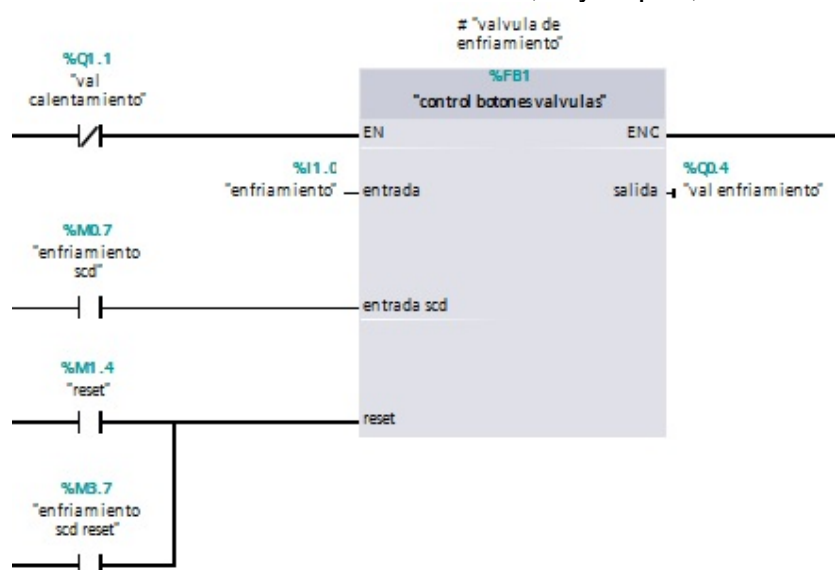 # "valvula de
enfriamiento"
%Q1.1
"val
calentamiento"
%FB1
"control botones valvulas"
EN
ENC
%I1.0
"enfriamiento"
entrada
salida
%Q0.4
"val enfriamiento"
%M0.7
"enfriamiento
scd"
entrada scd
%M1.4
"reset"
reset
%M3.7
"enfriamiento
scd reset"